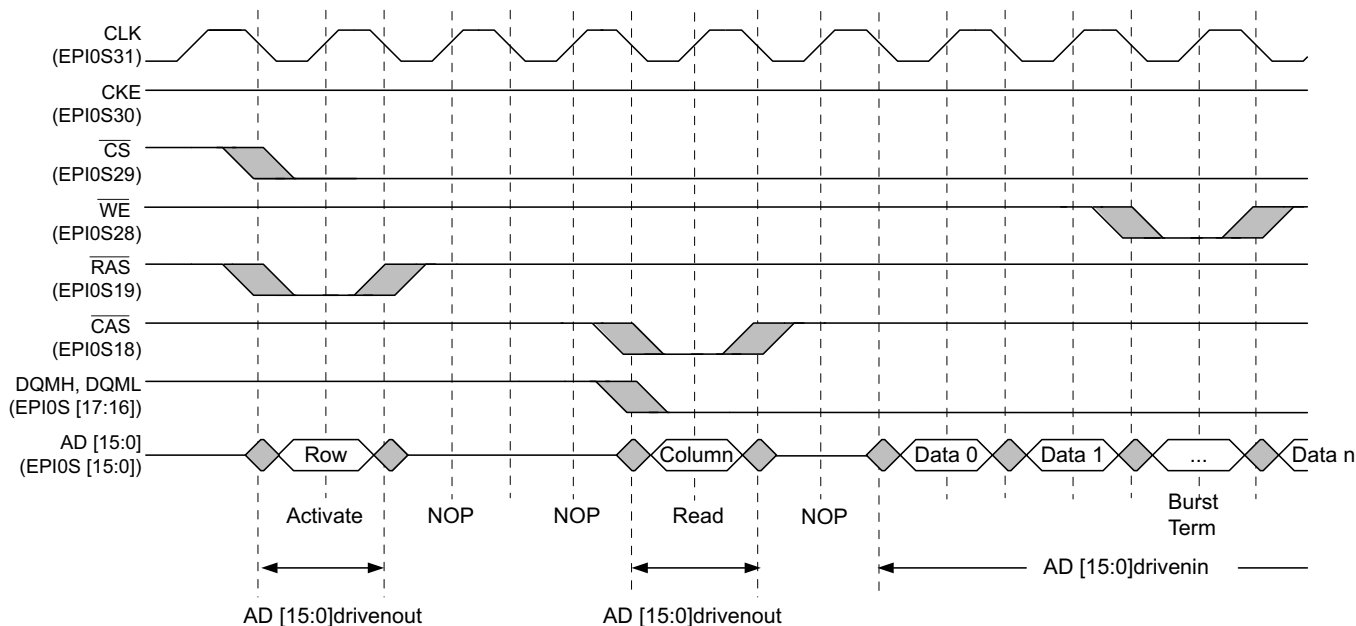 CLK
(EPI0S31)
CKE
(EPI0S30)
CS
(EPI0S29)
WE
(EPI0S28)
RAS
(EPI0S19)
CAS
(EPI0S18)
DQMH, DQML
(EPI0S [17:16])
AD [15:0]
(EPI0S [15:0])
Row
Column
Data 0
Data 1
...
Data n
Activate
NOP
NOP
Read
NOP
Burst
Term
AD [15:0]drivenin
AD [15:0]drivenout
AD [15:0]drivenout